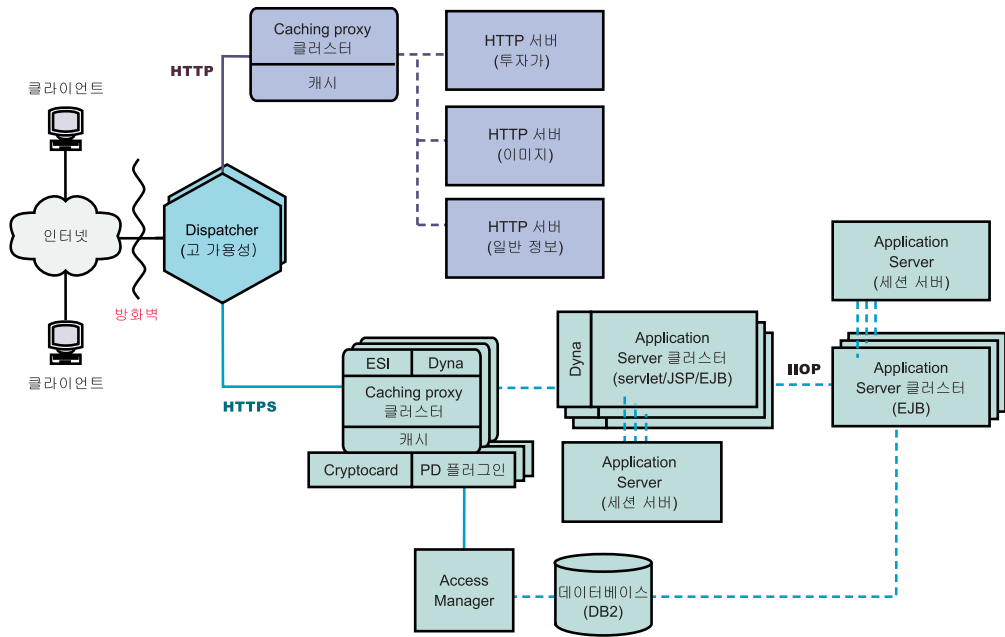 Caching proxy
클러스터
캐시
HTTP
HTTP 서버
(투자가)
HTTP 서버
(이미지)
HTTP 서버
(일반 정보)
클라이언트
인터넷
방화벽
Dispatcher
(고 가용성)
클라이언트
HTTPS
ESI
Dyna
Caching proxy
클러스터
캐시
Cryptocard
PD 플러그인
Dyna
Application
Server 클러스터
(servlet/JSP/EJB)
Application
Server
(세션 서버)
IIOP
Application
Server
(세션 서버)
Application
Server 클러스터
(EJB)
Access
Manager
데이터베이스
(DB2)